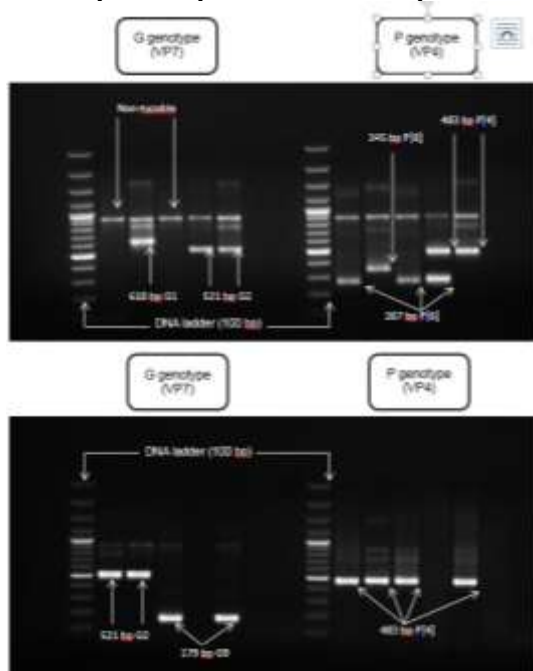 G genotype
(VP7)
P genotype
(VP4)
Non-typable
483 bp P[4]
345 bp P[8]
618 bp G1
521 bp G2
267 bp P[6]
DNA ladder (100 bp)
G genotype
(VP7)
P genotype
(VP4)
DNA ladder (100 bp)
521 bp G2
179 bp G9
483 bp P[4]